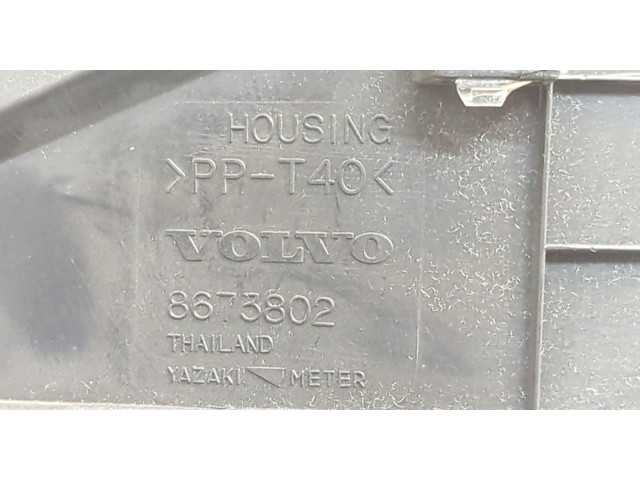 HOUSING
>PP-T40<
VOLVO
8673802
THAILAND
YAZAKI METER